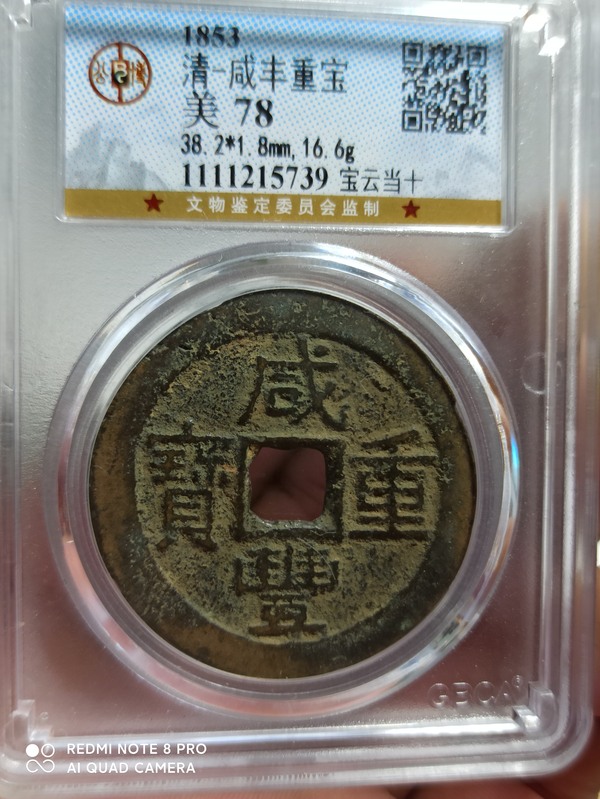 1853
清-咸丰重宝
美 78
38.2*1.8mm,16.6g
1111215739 宝云当十
★ 文物鉴定委员会监制 ★
咸
寶 重
豐
GBCA
REDMI NOTE 8 PRO
AI QUAD CAMERA